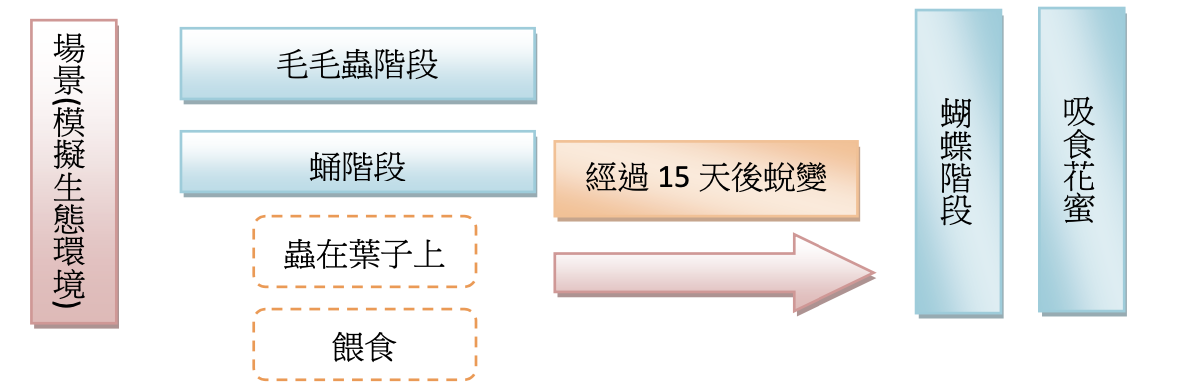 場景(模擬生態環境)
毛毛蟲階段
蛹階段
蟲在葉子上
餵食
經過 15 天後蛻變
蝴蝶階段
吸食花蜜